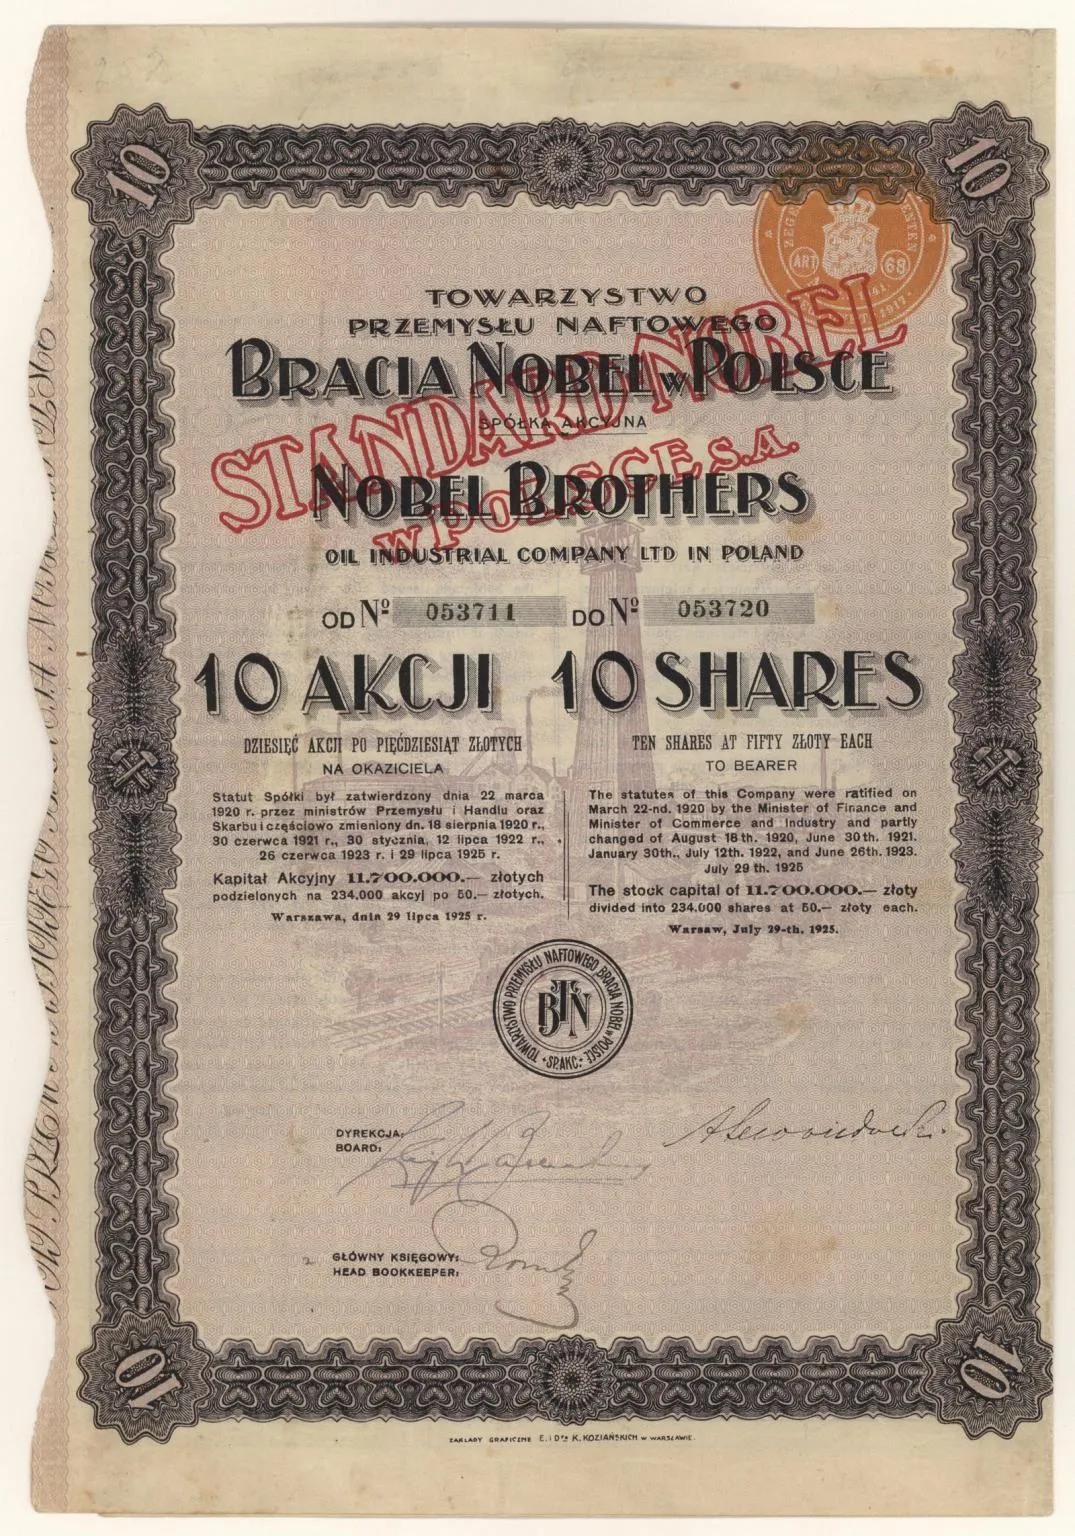 10
10
ART
68
TOWARZYSTWO
PRZEMYSŁU NAFTOWEGO
BRACIA NOBEL W POLSCE
SPÓŁKA AKCYJNA
STANDARD-NOBEL
W POLSCE S.A.
NOBEL BROTHERS
OIL INDUSTRIAL COMPANY LTD IN POLAND
OD Nº 053711 DO Nº 053720
10 AKCJI 10 SHARES
DZIESIĘĆ AKCJI PO PIĘĆDZIESIĄT ZŁOTYCH
NA OKAZICIELA
Statut Spółki był zatwierdzony dnia 22 marca
1920 r. przez ministrów Przemysłu i Handlu oraz
Skarbu i częściowo zmieniony dn. 18 sierpnia 1920 r.,
30 czerwca 1921 r., 30 stycznia, 12 lipca 1922 r.,
26 czerwca 1923 r. i 29 lipca 1925 r.
Kapitał Akcyjny 11.700.000.— złotych
podzielonych na 234.000 akcyj po 50.— złotych.
Warszawa, dnia 29 lipca 1925 r.
TEN SHARES AT FIFTY ZŁOTY EACH
TO BEARER
The statutes of this Company were ratified on
March 22-nd. 1920 by the Minister of Finance and
Minister of Commerce and Industry and partly
changed of August 18 th. 1920, June 30 th. 1921.
January 30th., July 12th. 1922, and June 26th. 1923.
July 29 th. 1925
The stock capital of 11.700.000.— złoty
divided into 234.000 shares at 50.— złoty each.
Warsaw, July 29-th. 1925.
TOWARZYSTWO PRZEMYSŁU NAFTOWEGO BRACIA NOBEL W POLSCE
BTN
SP. AKC.
DYREKCJA:
BOARD:
GŁÓWNY KSIĘGOWY:
HEAD BOOKKEEPER:
10
10
ZAKŁADY GRAFICZNE E. i Dra K. KOZIAŃSKICH W WARSZAWIE.